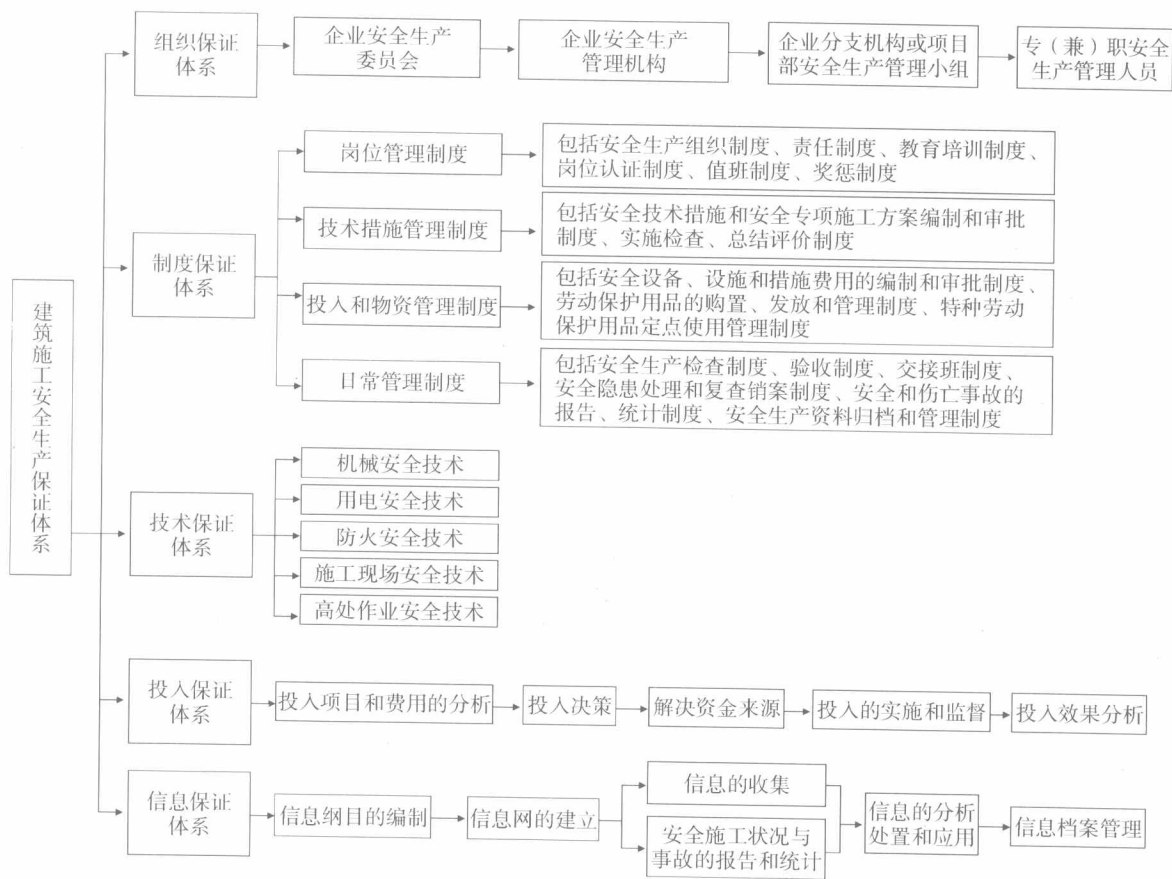 建筑施工安全生产保证体系
组织保证
体系
企业安全生产
委员会
企业安全生产
管理机构
企业分支机构或项目
部安全生产管理小组
专（兼）职安全
生产管理人员
制度保证
体系
岗位管理制度
包括安全生产组织制度、责任制度、教育培训制度、
岗位认证制度、值班制度、奖惩制度
技术措施管理制度
包括安全技术措施和安全专项施工方案编制和审批
制度、实施检查、总结评价制度
投入和物资管理制度
包括安全设备、设施和措施费用的编制和审批制度、
劳动保护用品的购置、发放和管理制度、特种劳动
保护用品定点使用管理制度
日常管理制度
包括安全生产检查制度、验收制度、交接班制度、
安全隐患处理和复查销案制度、安全和伤亡事故的
报告、统计制度、安全生产资料归档和管理制度
技术保证
体系
机械安全技术
用电安全技术
防火安全技术
施工现场安全技术
高处作业安全技术
投入保证
体系
投入项目和费用的分析
投入决策
解决资金来源
投入的实施和监督
投入效果分析
信息保证
体系
信息纲目的编制
信息网的建立
信息的收集
安全施工状况与
事故的报告和统计
信息的分析
处置和应用
信息档案管理